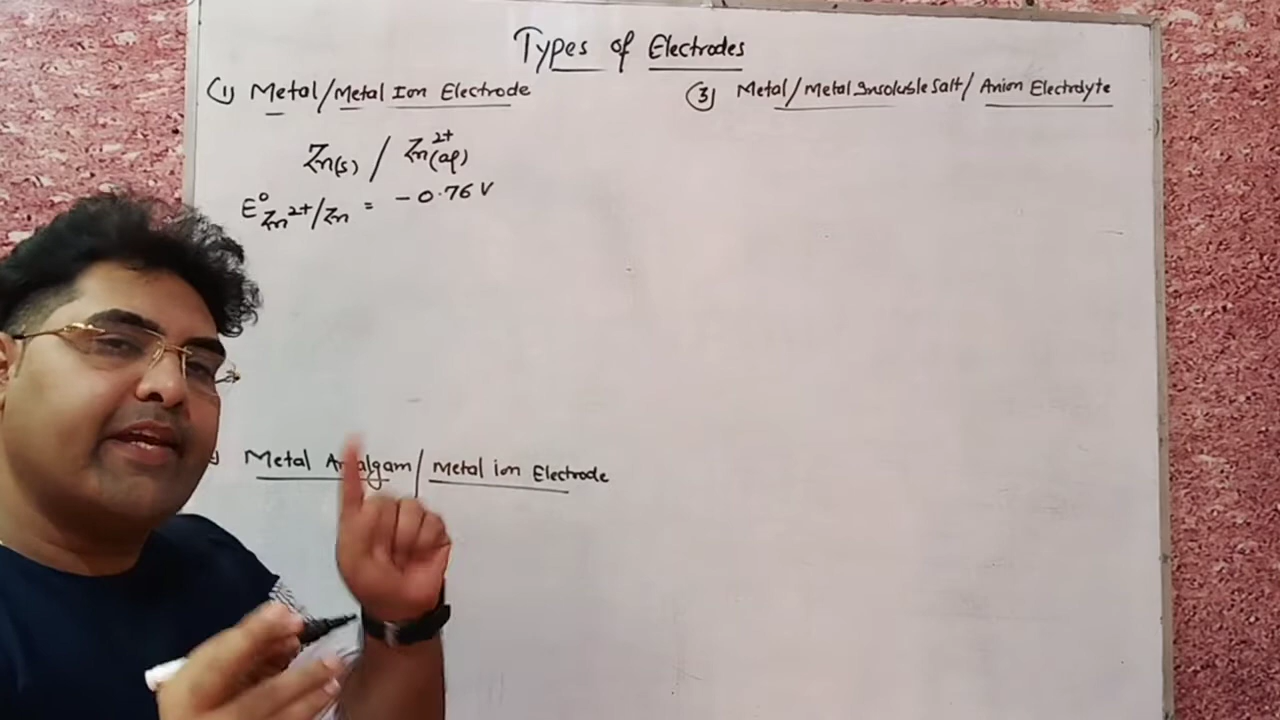 Types of Electrodes
(1) Metal/Metal Ion Electrode
Zn(s) / Zn²⁺(aq)
E⁰ Zn²⁺/Zn = -0.76 V
Metal Amalgam/Metal ion Electrode
(3) Metal/Metal Insoluble Salt/Anion Electrolyte